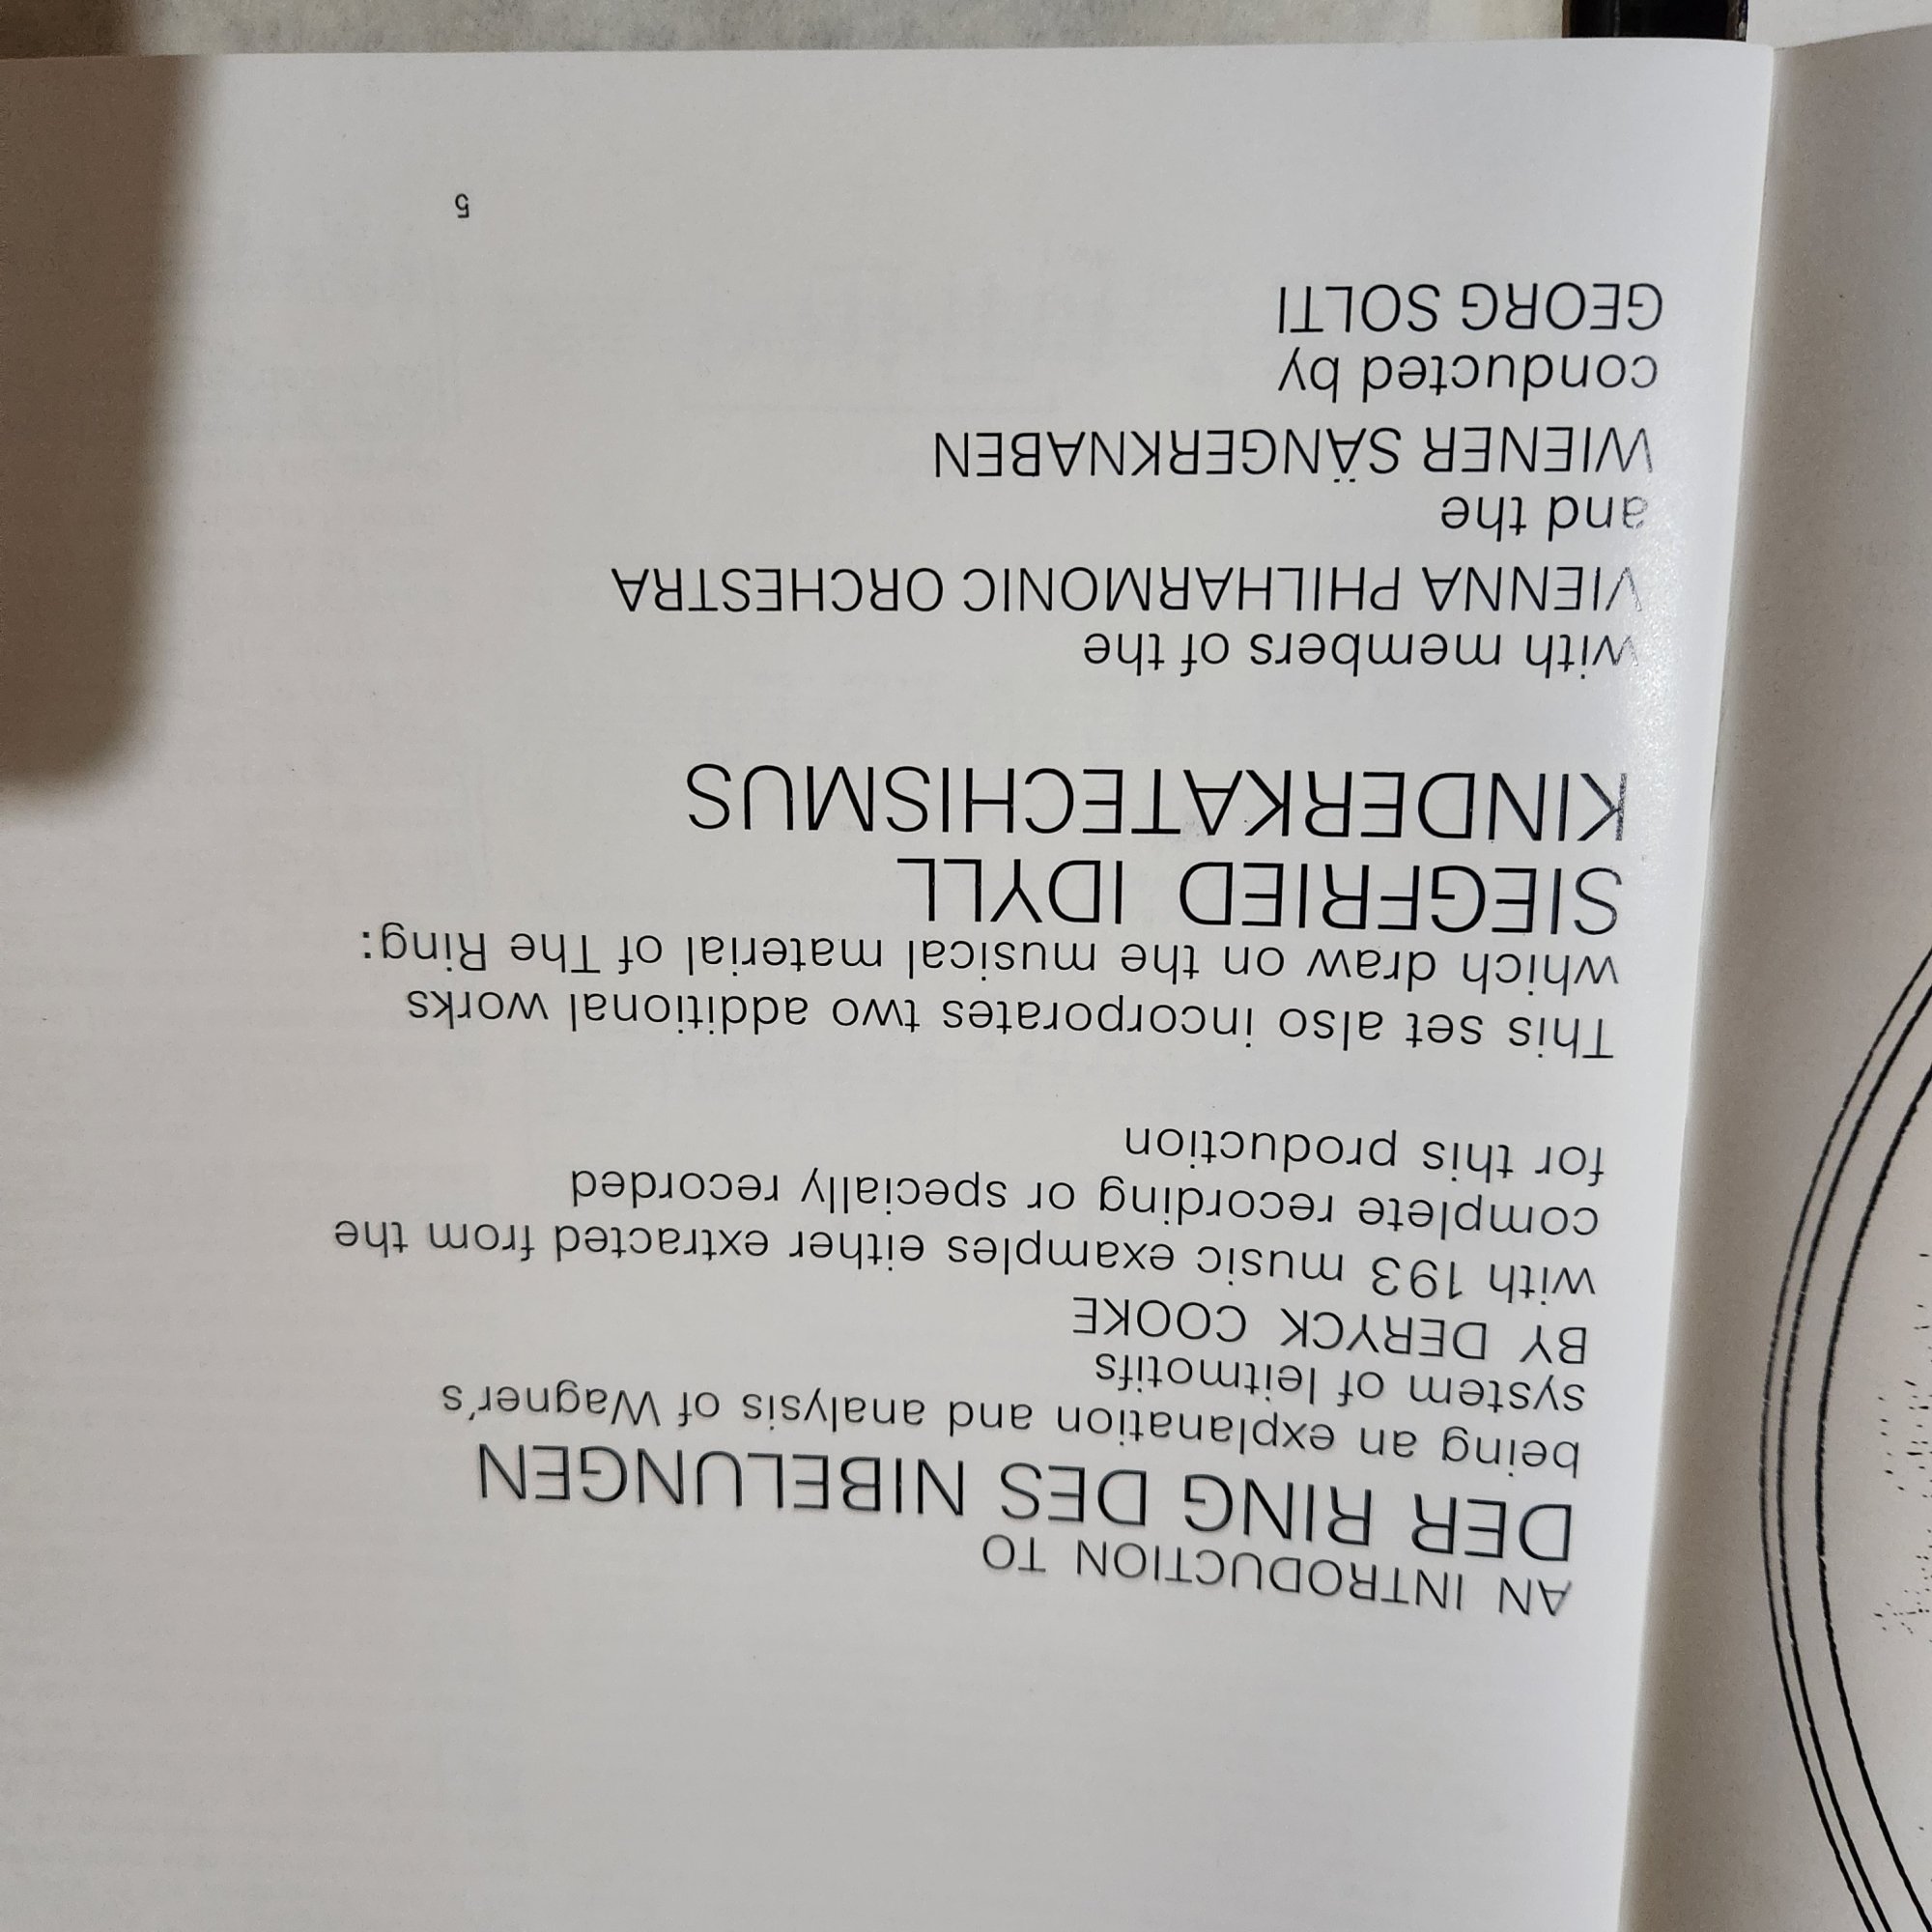 AN INTRODUCTION TO
DER RING DES NIBELUNGEN
being an explanation and analysis of Wagner's
system of leitmotifs
BY DERYCK COOKE
with 193 music examples either extracted from the
complete recording or specially recorded
for this production
This set also incorporates two additional works
which draw on the musical material of The Ring:
SIEGFRIED IDYLL
KINDERKATECHISMUS
with members of the
VIENNA PHILHARMONIC ORCHESTRA
and the
WIENER SÄNGERKNABEN
conducted by
GEORG SOLTI
5